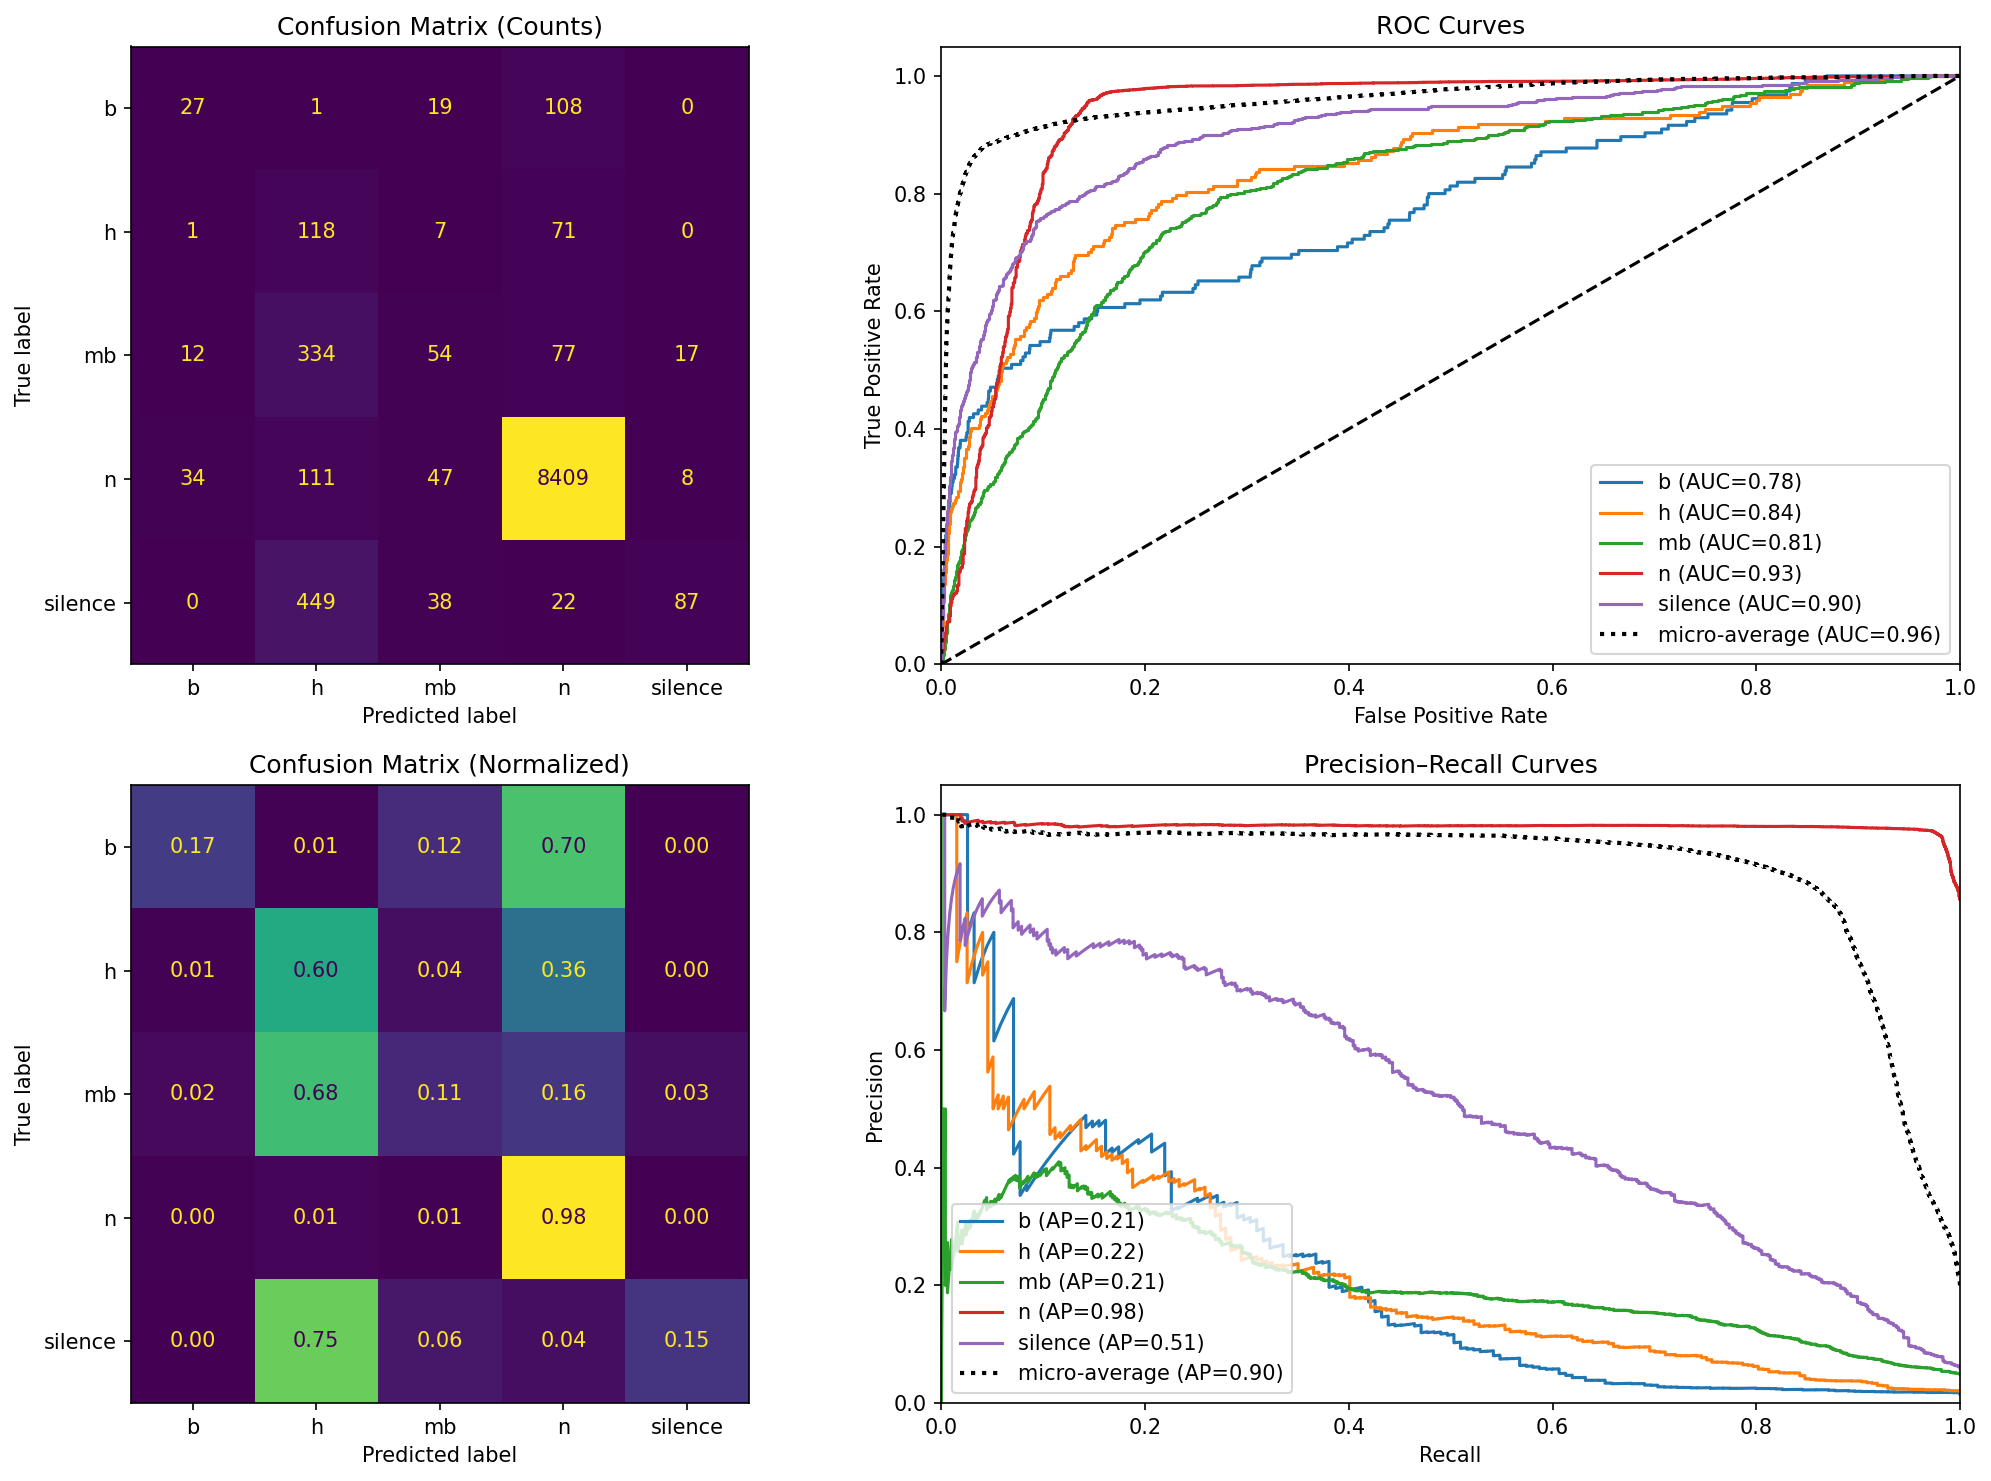 Confusion Matrix (Counts)
True label
b 27 1 19 108 0
h 1 118 7 71 0
mb 12 334 54 77 17
n 34 111 47 8409 8
silence 0 449 38 22 87
b h mb n silence
Predicted label
ROC Curves
True Positive Rate
1.0
0.8
0.6
0.4
0.2
0.0
b (AUC=0.78)
h (AUC=0.84)
mb (AUC=0.81)
n (AUC=0.93)
silence (AUC=0.90)
micro-average (AUC=0.96)
0.0 0.2 0.4 0.6 0.8 1.0
False Positive Rate
Confusion Matrix (Normalized)
True label
b 0.17 0.01 0.12 0.70 0.00
h 0.01 0.60 0.04 0.36 0.00
mb 0.02 0.68 0.11 0.16 0.03
n 0.00 0.01 0.01 0.98 0.00
silence 0.00 0.75 0.06 0.04 0.15
b h mb n silence
Predicted label
Precision–Recall Curves
Precision
1.0
0.8
0.6
0.4
0.2
0.0
b (AP=0.21)
h (AP=0.22)
mb (AP=0.21)
n (AP=0.98)
silence (AP=0.51)
micro-average (AP=0.90)
0.0 0.2 0.4 0.6 0.8 1.0
Recall